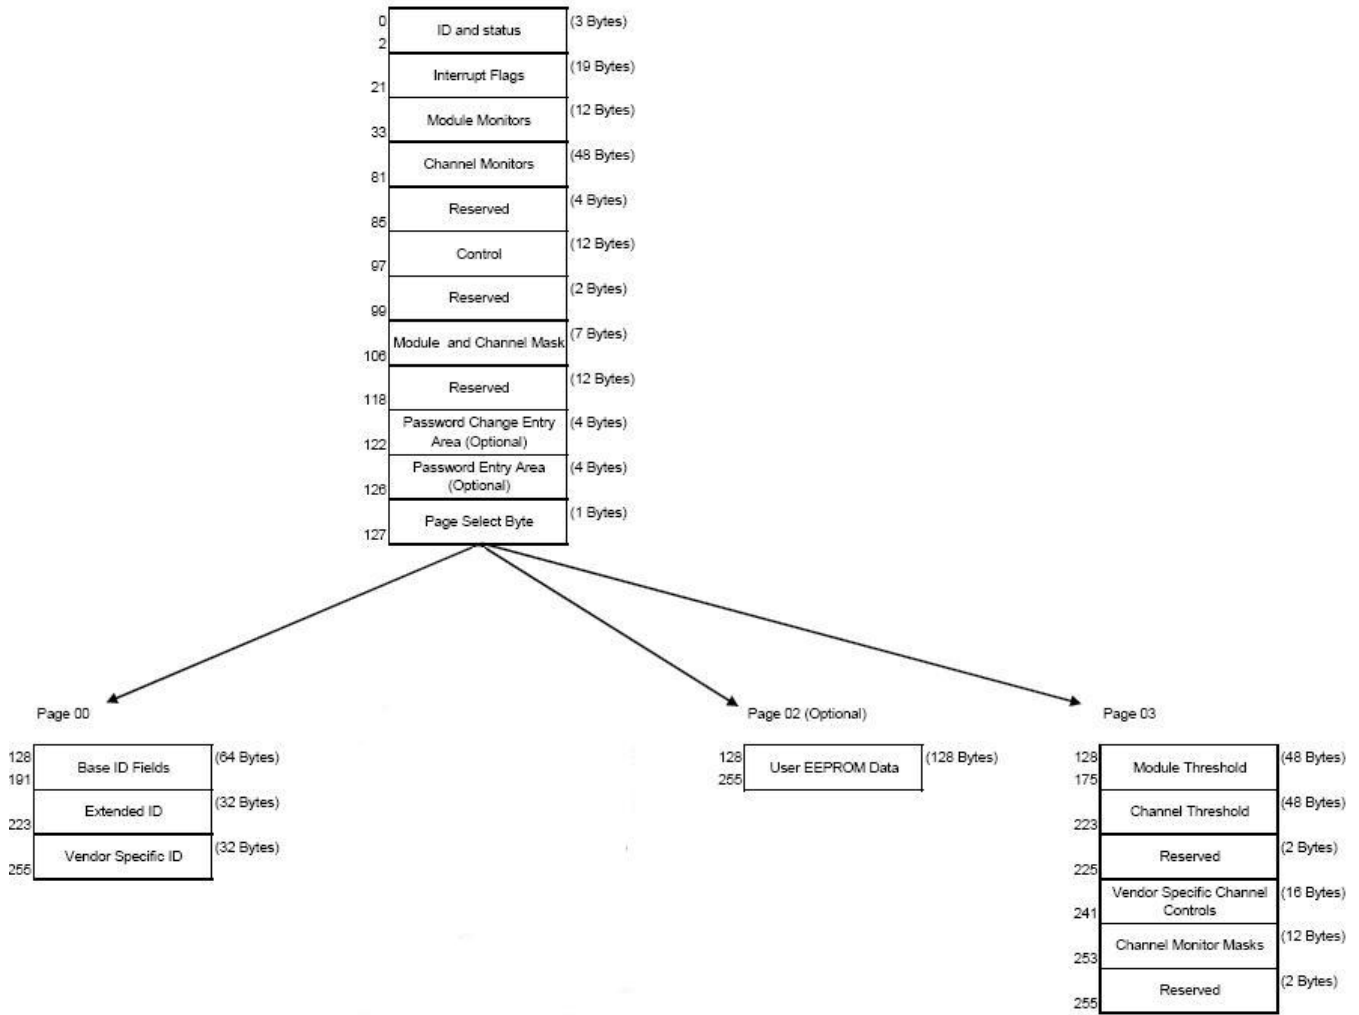 0 ID and status (3 Bytes)
2
Interrupt Flags (19 Bytes)
21
Module Monitors (12 Bytes)
33
Channel Monitors (48 Bytes)
81
Reserved (4 Bytes)
85
Control (12 Bytes)
97
Reserved (2 Bytes)
99
Module and Channel Mask (7 Bytes)
106
Reserved (12 Bytes)
118
Password Change Entry (4 Bytes)
Area (Optional)
122
Password Entry Area (4 Bytes)
(Optional)
126
Page Select Byte (1 Bytes)
127
Page 00
128 Base ID Fields (64 Bytes)
191
Extended ID (32 Bytes)
223
Vendor Specific ID (32 Bytes)
255
Page 02 (Optional)
128 User EEPROM Data (128 Bytes)
255
Page 03
128 Module Threshold (48 Bytes)
175
Channel Threshold (48 Bytes)
223
Reserved (2 Bytes)
225
Vendor Specific Channel (16 Bytes)
Controls
241
Channel Monitor Masks (12 Bytes)
253
Reserved (2 Bytes)
255